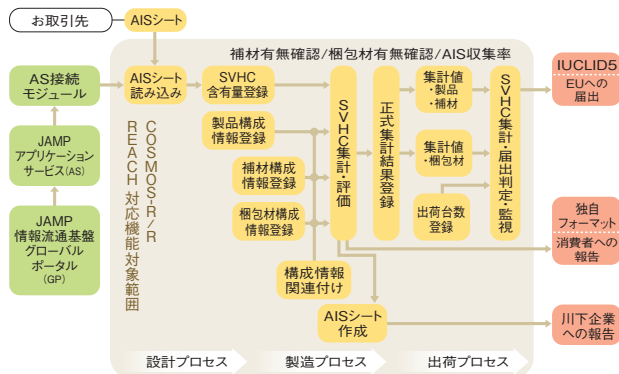 お取引先
AISシート
補材有無確認/梱包材有無確認/AIS収集率
AS接続
モジュール
JAMP
アプリケーション
サービス(AS)
JAMP
情報流通基盤
グローバル
ポータル
(GP)
AISシート
読み込み
COSMOS-R/R
REACH 対応機能対象範囲
SVHC
含有量登録
製品構成
情報登録
補材構成
情報登録
梱包材構成
情報登録
構成情報
関連付け
SVHC集計・評価
AISシート
作成
正式集計結果登録
集計値
・製品
・補材
集計値
・梱包材
出荷台数
登録
SVHC集計・届出判定・監視
IUCLID5
EUへの
届出
独自
フォーマット
消費者への
報告
川下企業
への報告
設計プロセス
製造プロセス
出荷プロセス